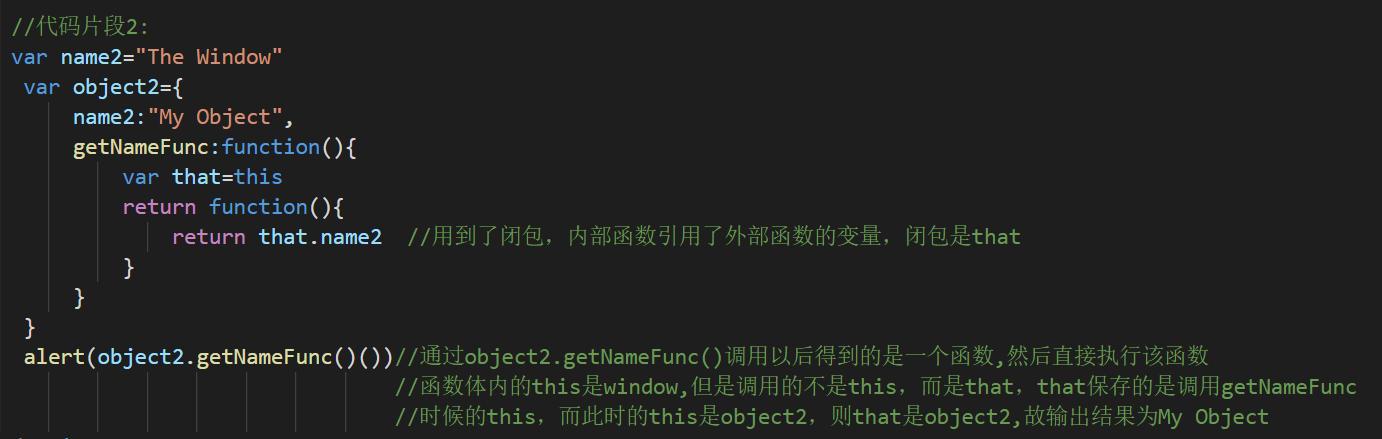 //代码片段2:
var name2="The Window"
var object2={
name2:"My Object",
getNameFunc:function(){
var that=this
return function(){
return that.name2 //用到了闭包，内部函数引用了外部函数的变量，闭包是that
}
}
}
alert(object2.getNameFunc()())//通过object2.getNameFunc()调用以后得到的是一个函数,然后直接执行该函数
//函数体内的this是window,但是调用的不是this，而是that，that保存的是调用getNameFunc
//时候的this，而此时的this是object2，则that是object2,故输出结果为My Object